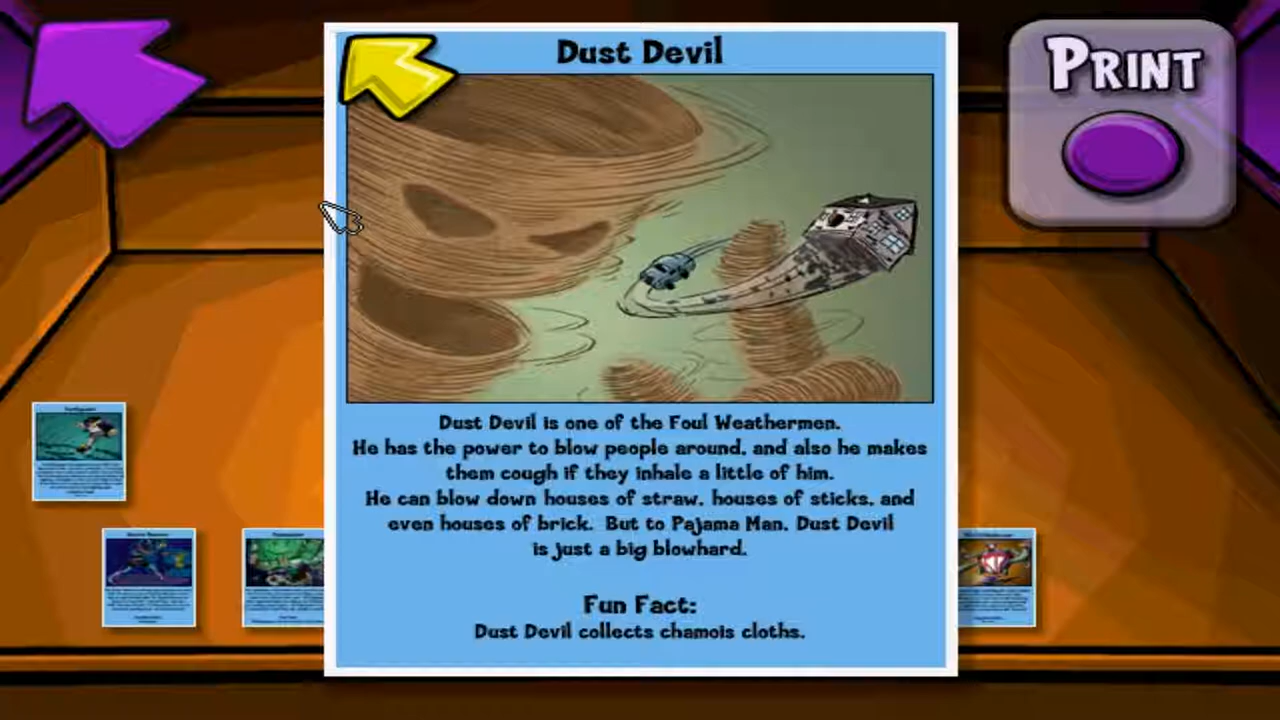 Dust Devil
PRINT
Dust Devil is one of the Foul Weathermen.
He has the power to blow people around, and also he makes
them cough if they inhale a little of him.
He can blow down houses of straw, houses of sticks, and
even houses of brick. But to Pajama Man, Dust Devil
is just a big blowhard.
Fun Fact:
Dust Devil collects chamois cloths.